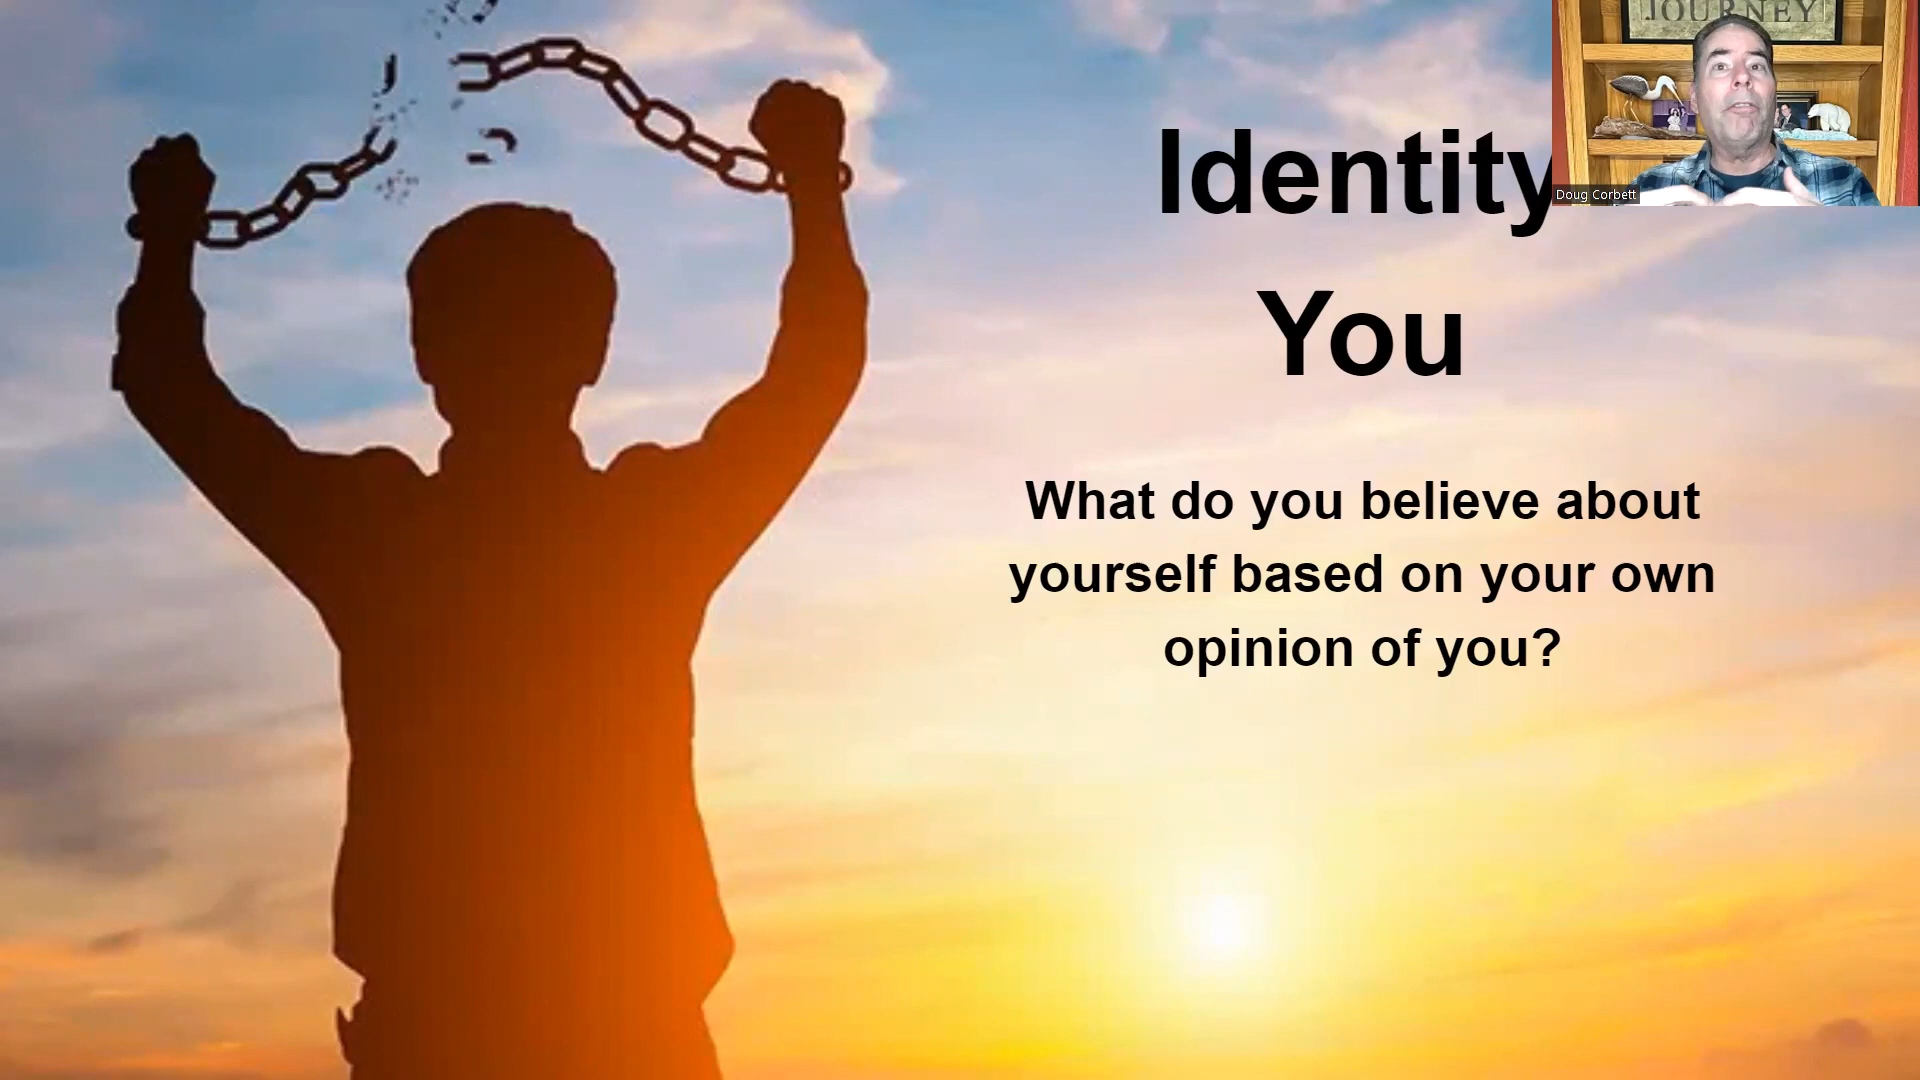 JOURNEY
Identity
Doug Corbett
You
What do you believe about
yourself based on your own
opinion of you?